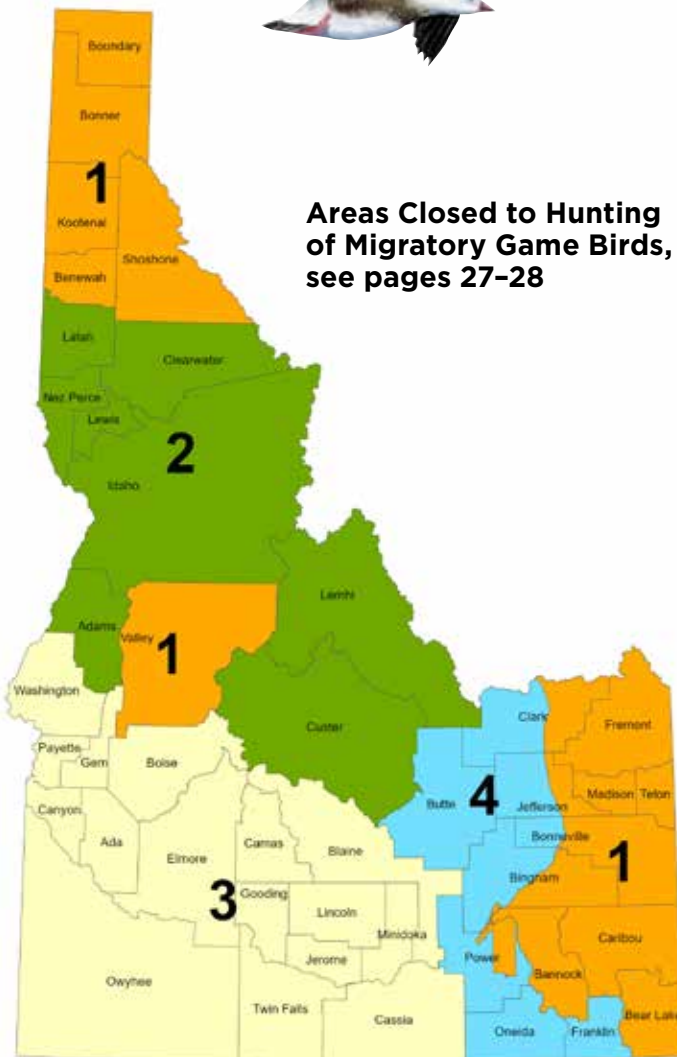 Boundary
Bonner
1
Kootenai
Shoshone
Benewah
Areas Closed to Hunting
of Migratory Game Birds,
see pages 27–28
Latah
Clearwater
Nez Perce
Lewis
2
Idaho
Lemhi
Adams
Valley
1
Washington
Custer
Clark
Fremont
Payette
Gem
Boise
Butte
4
Jefferson
Madison
Teton
Canyon
Ada
Camas
Blaine
Bonneville
Elmore
1
3
Gooding
Bingham
Lincoln
Minidoka
Caribou
Jerome
Power
Bannock
Owyhee
Twin Falls
Cassia
Bear Lake
Oneida
Franklin